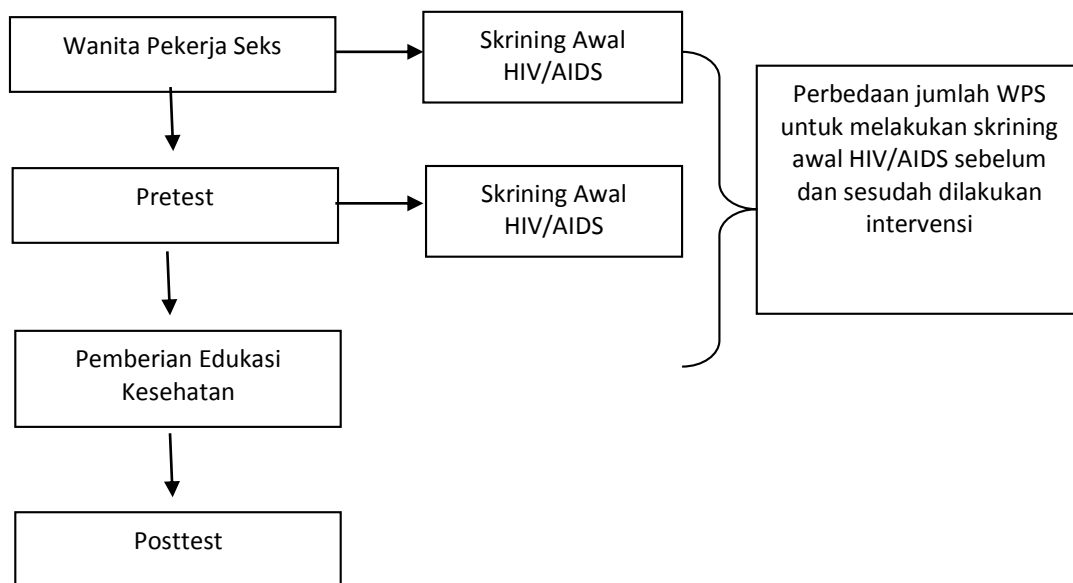 Wanita Pekerja Seks
Skrining Awal
HIV/AIDS
Perbedaan jumlah WPS
untuk melakukan skrining
awal HIV/AIDS sebelum
dan sesudah dilakukan
intervensi
Pretest
Skrining Awal
HIV/AIDS
Pemberian Edukasi
Kesehatan
Posttest